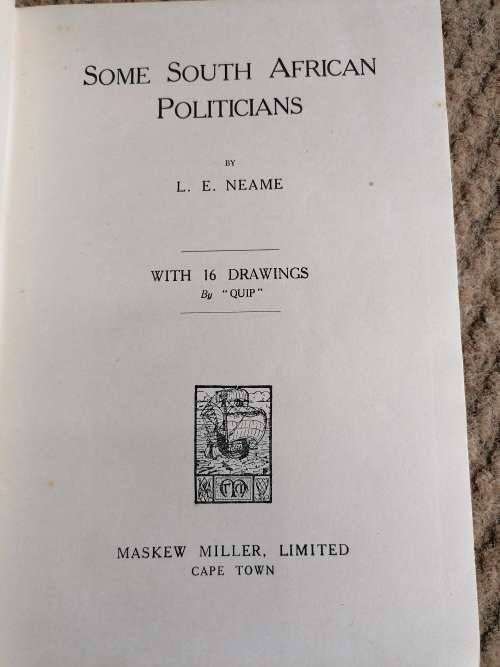 SOME SOUTH AFRICAN
POLITICIANS
BY
L. E. NEAME
WITH 16 DRAWINGS
By "QUIP"
MASKEW MILLER, LIMITED
CAPE TOWN